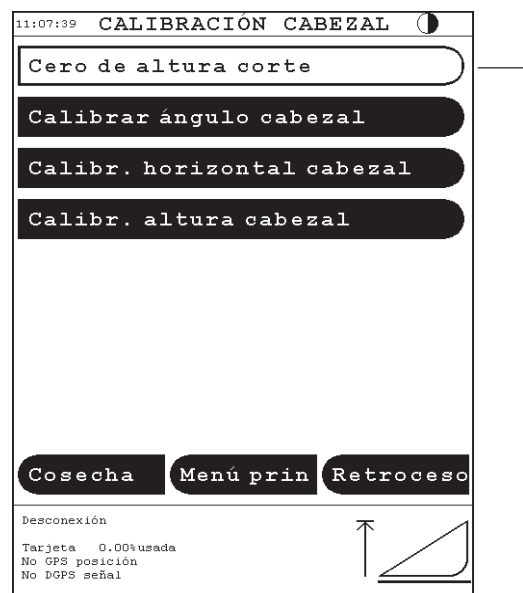 11:07:39 CALIBRACIÓN CABEZAL
Cero de altura corte
Calibrar ángulo cabezal
Calibr. horizontal cabezal
Calibr. altura cabezal
Cosecha Menú prin Retroceso
Desconexión
Tarjeta 0.00%usada
No GPS posición
No DGPS señal